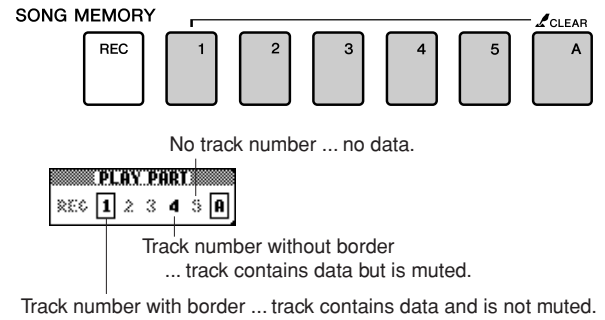 SONG MEMORY
CLEAR
REC 1 2 3 4 5 A
No track number ... no data.
PLAY PART
REC 1 2 3 4 5 A
Track number without border
... track contains data but is muted.
Track number with border ... track contains data and is not muted.